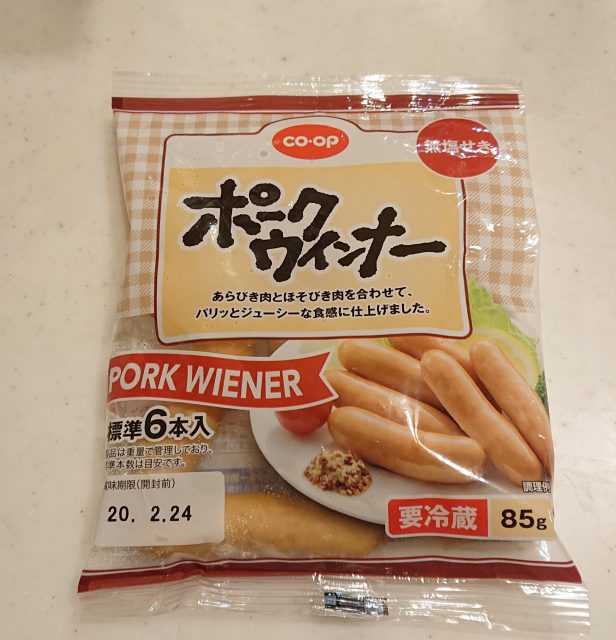 co·op
無塩せき
ポーク
ウインナー
あらびき肉とほそびき肉を合わせて、
パリッとジューシーな食感に仕上げました。
PORK WIENER
標準6本入
品は重量で管理しており、
準本数は目安です。
味期限(開封前)
20. 2.24
調理例
要冷蔵 85g